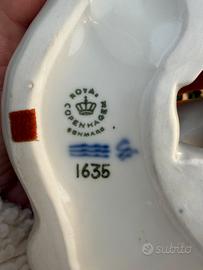 ROYAL
COPENHAGEN
DENMARK
1635
subito